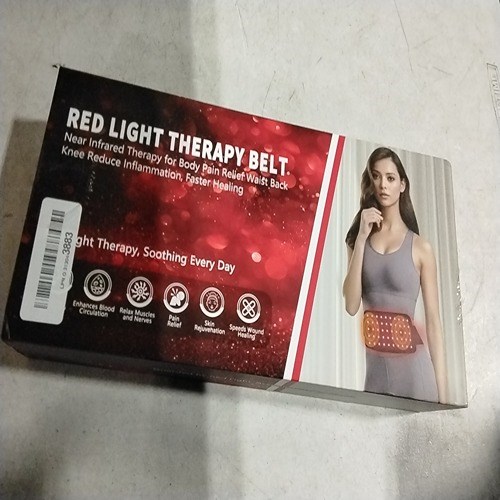 RED LIGHT THERAPY BELT
Near Infrared Therapy for Body Pain Relief Waist Back
Knee Reduce Inflammation, Faster Healing
ght Therapy, Soothing Every Day
Enhances Blood
Circulation
Relax Muscles
and Nerves
Pain
Relief
Skin
Rejuvenation
Speeds Wound
Healing
3883